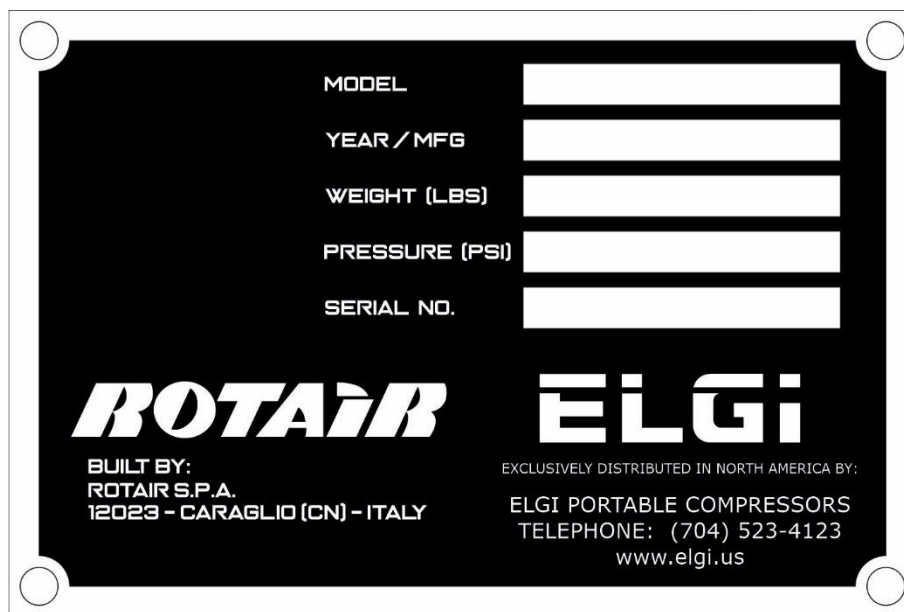 MODEL
YEAR / MFG
WEIGHT (LBS)
PRESSURE (PSI)
SERIAL NO.
ROTAIR
BUILT BY:
ROTAIR S.P.A.
12023 - CARAGLIO (CN) - ITALY
ELGi
EXCLUSIVELY DISTRIBUTED IN NORTH AMERICA BY:
ELGI PORTABLE COMPRESSORS
TELEPHONE: (704) 523-4123
www.elgi.us